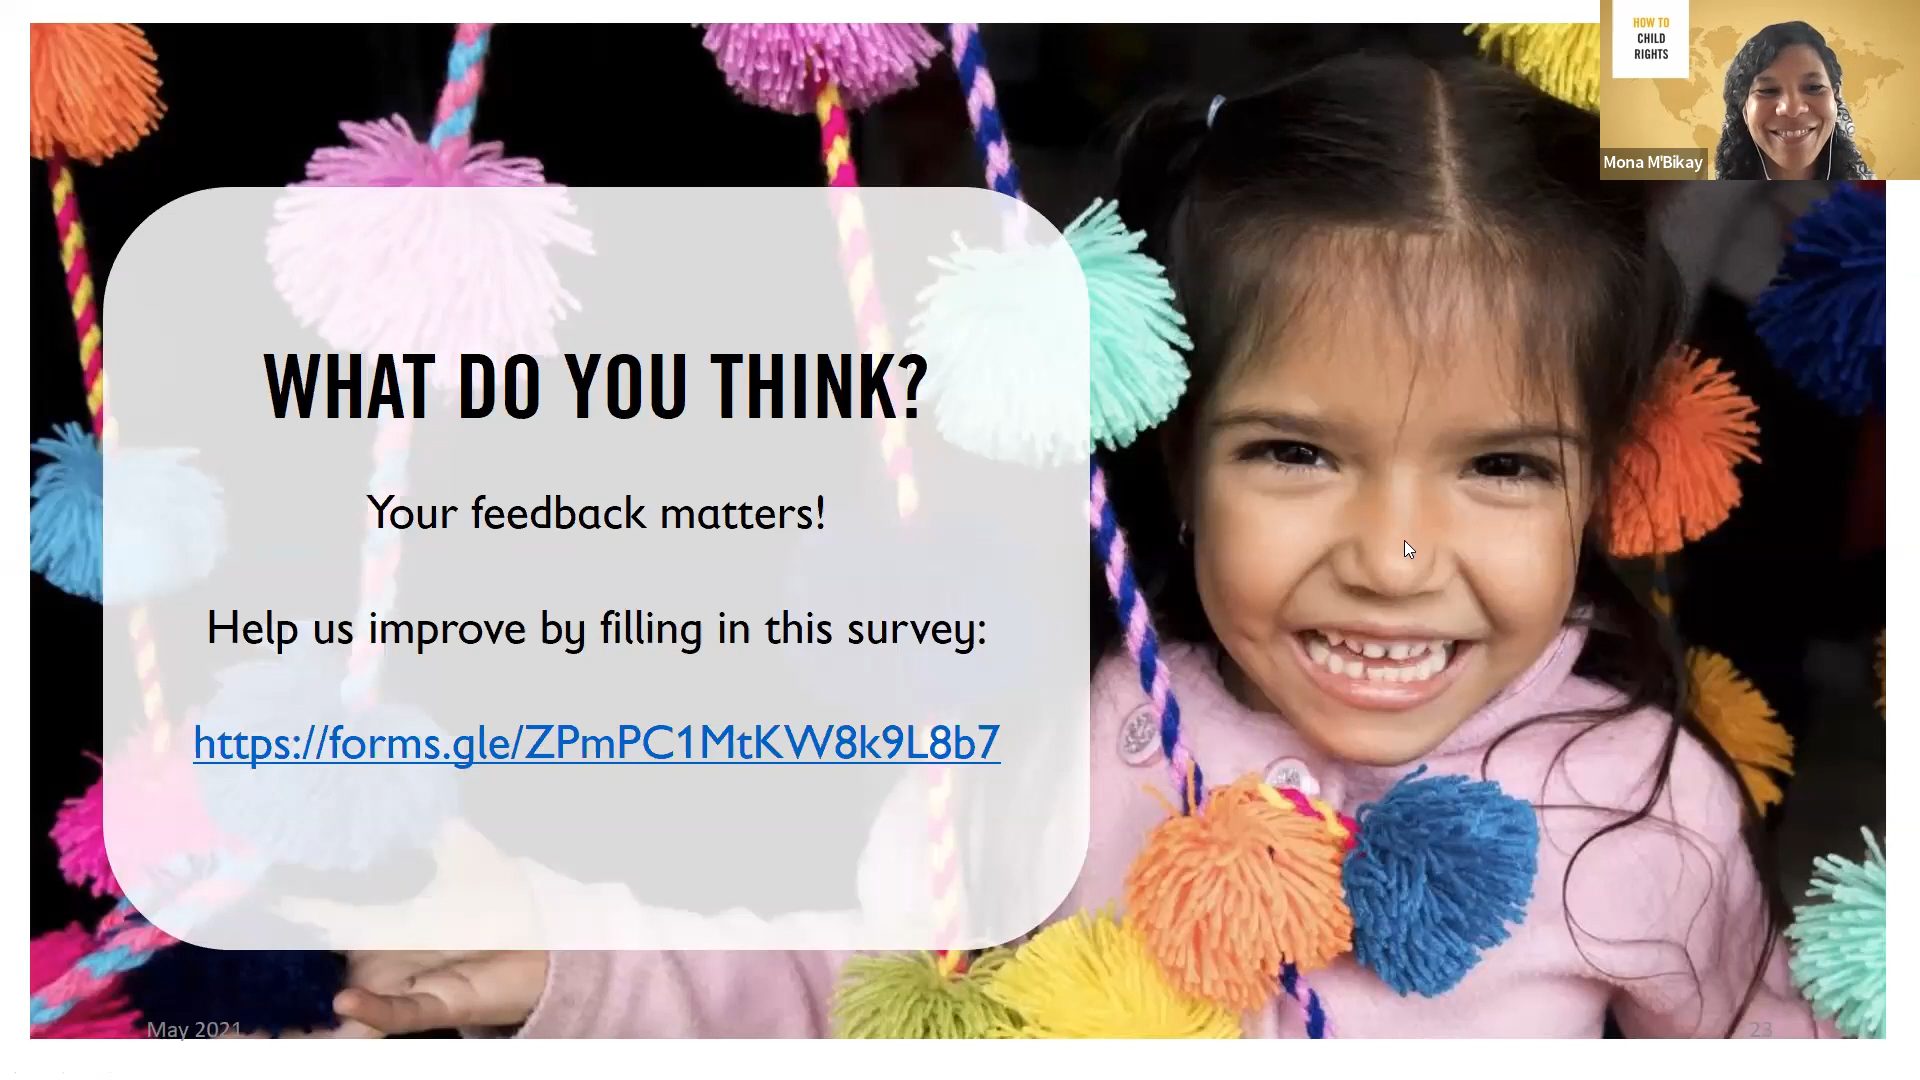 HOW TO
CHILD
RIGHTS
Mona M'Bikay
WHAT DO YOU THINK?
Your feedback matters!
Help us improve by filling in this survey:
https://forms.gle/ZPmPC1MtKW8k9L8b7
May 2021
23